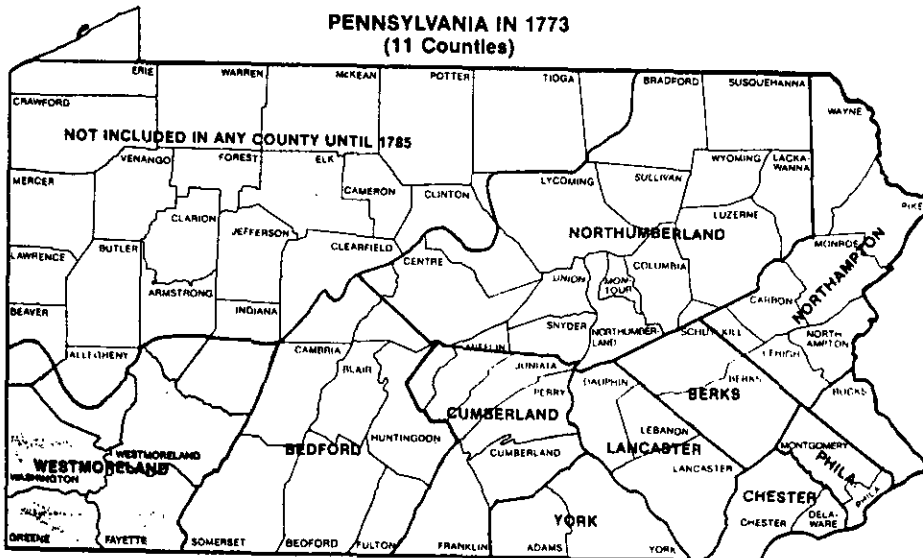 PENNSYLVANIA IN 1773
(11 Counties)
ERIE
WARREN
McKEAN
POTTER
TIOGA
BRADFORD
SUSQUEHANNA
CRAWFORD
WAYNE
NOT INCLUDED IN ANY COUNTY UNTIL 1785
VENANGO
FOREST
ELK
WYOMING
LACKA-
WANNA
MERCER
CAMERON
CLINTON
LYCOMING
SULLIVAN
PIKE
CLARION
JEFFERSON
LUZERNE
NORTHUMBERLAND
LAWRENCE
BUTLER
CLEARFIELD
CENTRE
COLUMBIA
MONROE
NORTHAMPTON
UNION
MON-
TOUR
ARMSTRONG
CARBON
BEAVER
INDIANA
SNYDER
NORTHUMBER-
LAND
SCHUYLKILL
NORTH
AMPTON
ALLEGHENY
CAMBRIA
MIFFLIN
LEHIGH
BLAIR
JUNIATA
PERRY
DAUPHIN
BERKS
BERKS
BUCKS
CUMBERLAND
HUNTINGDON
LEBANON
BEDFORD
CUMBERLAND
LANCASTER
MONTGOMERY
WESTMORELAND
WESTMORELAND
WASHINGTON
LANCASTER
PHILA.
PHILA
CHESTER
YORK
CHESTER
DELA-
WARE
GREENE
FAYETTE
SOMERSET
BEDFORD
FULTON
FRANKLIN
ADAMS
YORK